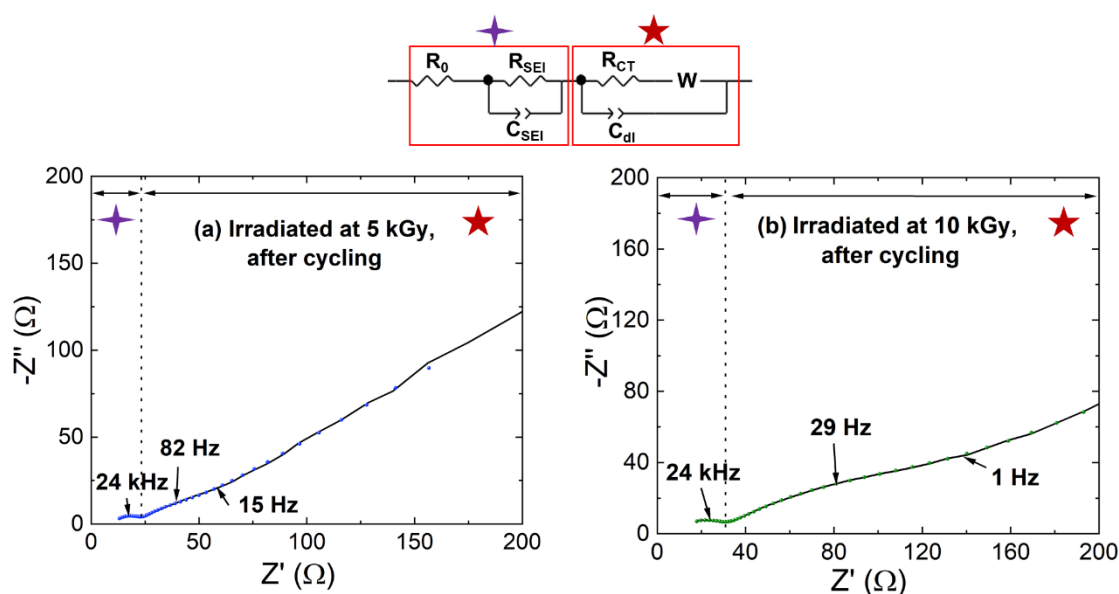 R0 RSEI RCT W
CSEI Cdl
200
150
100
50
0
-Z'' (Ω)
(a) Irradiated at 5 kGy,
after cycling
24 kHz
82 Hz
15 Hz
0 50 100 150 200
Z' (Ω)
200
160
120
80
40
0
-Z'' (Ω)
(b) Irradiated at 10 kGy,
after cycling
24 kHz
29 Hz
1 Hz
0 40 80 120 160 200
Z' (Ω)